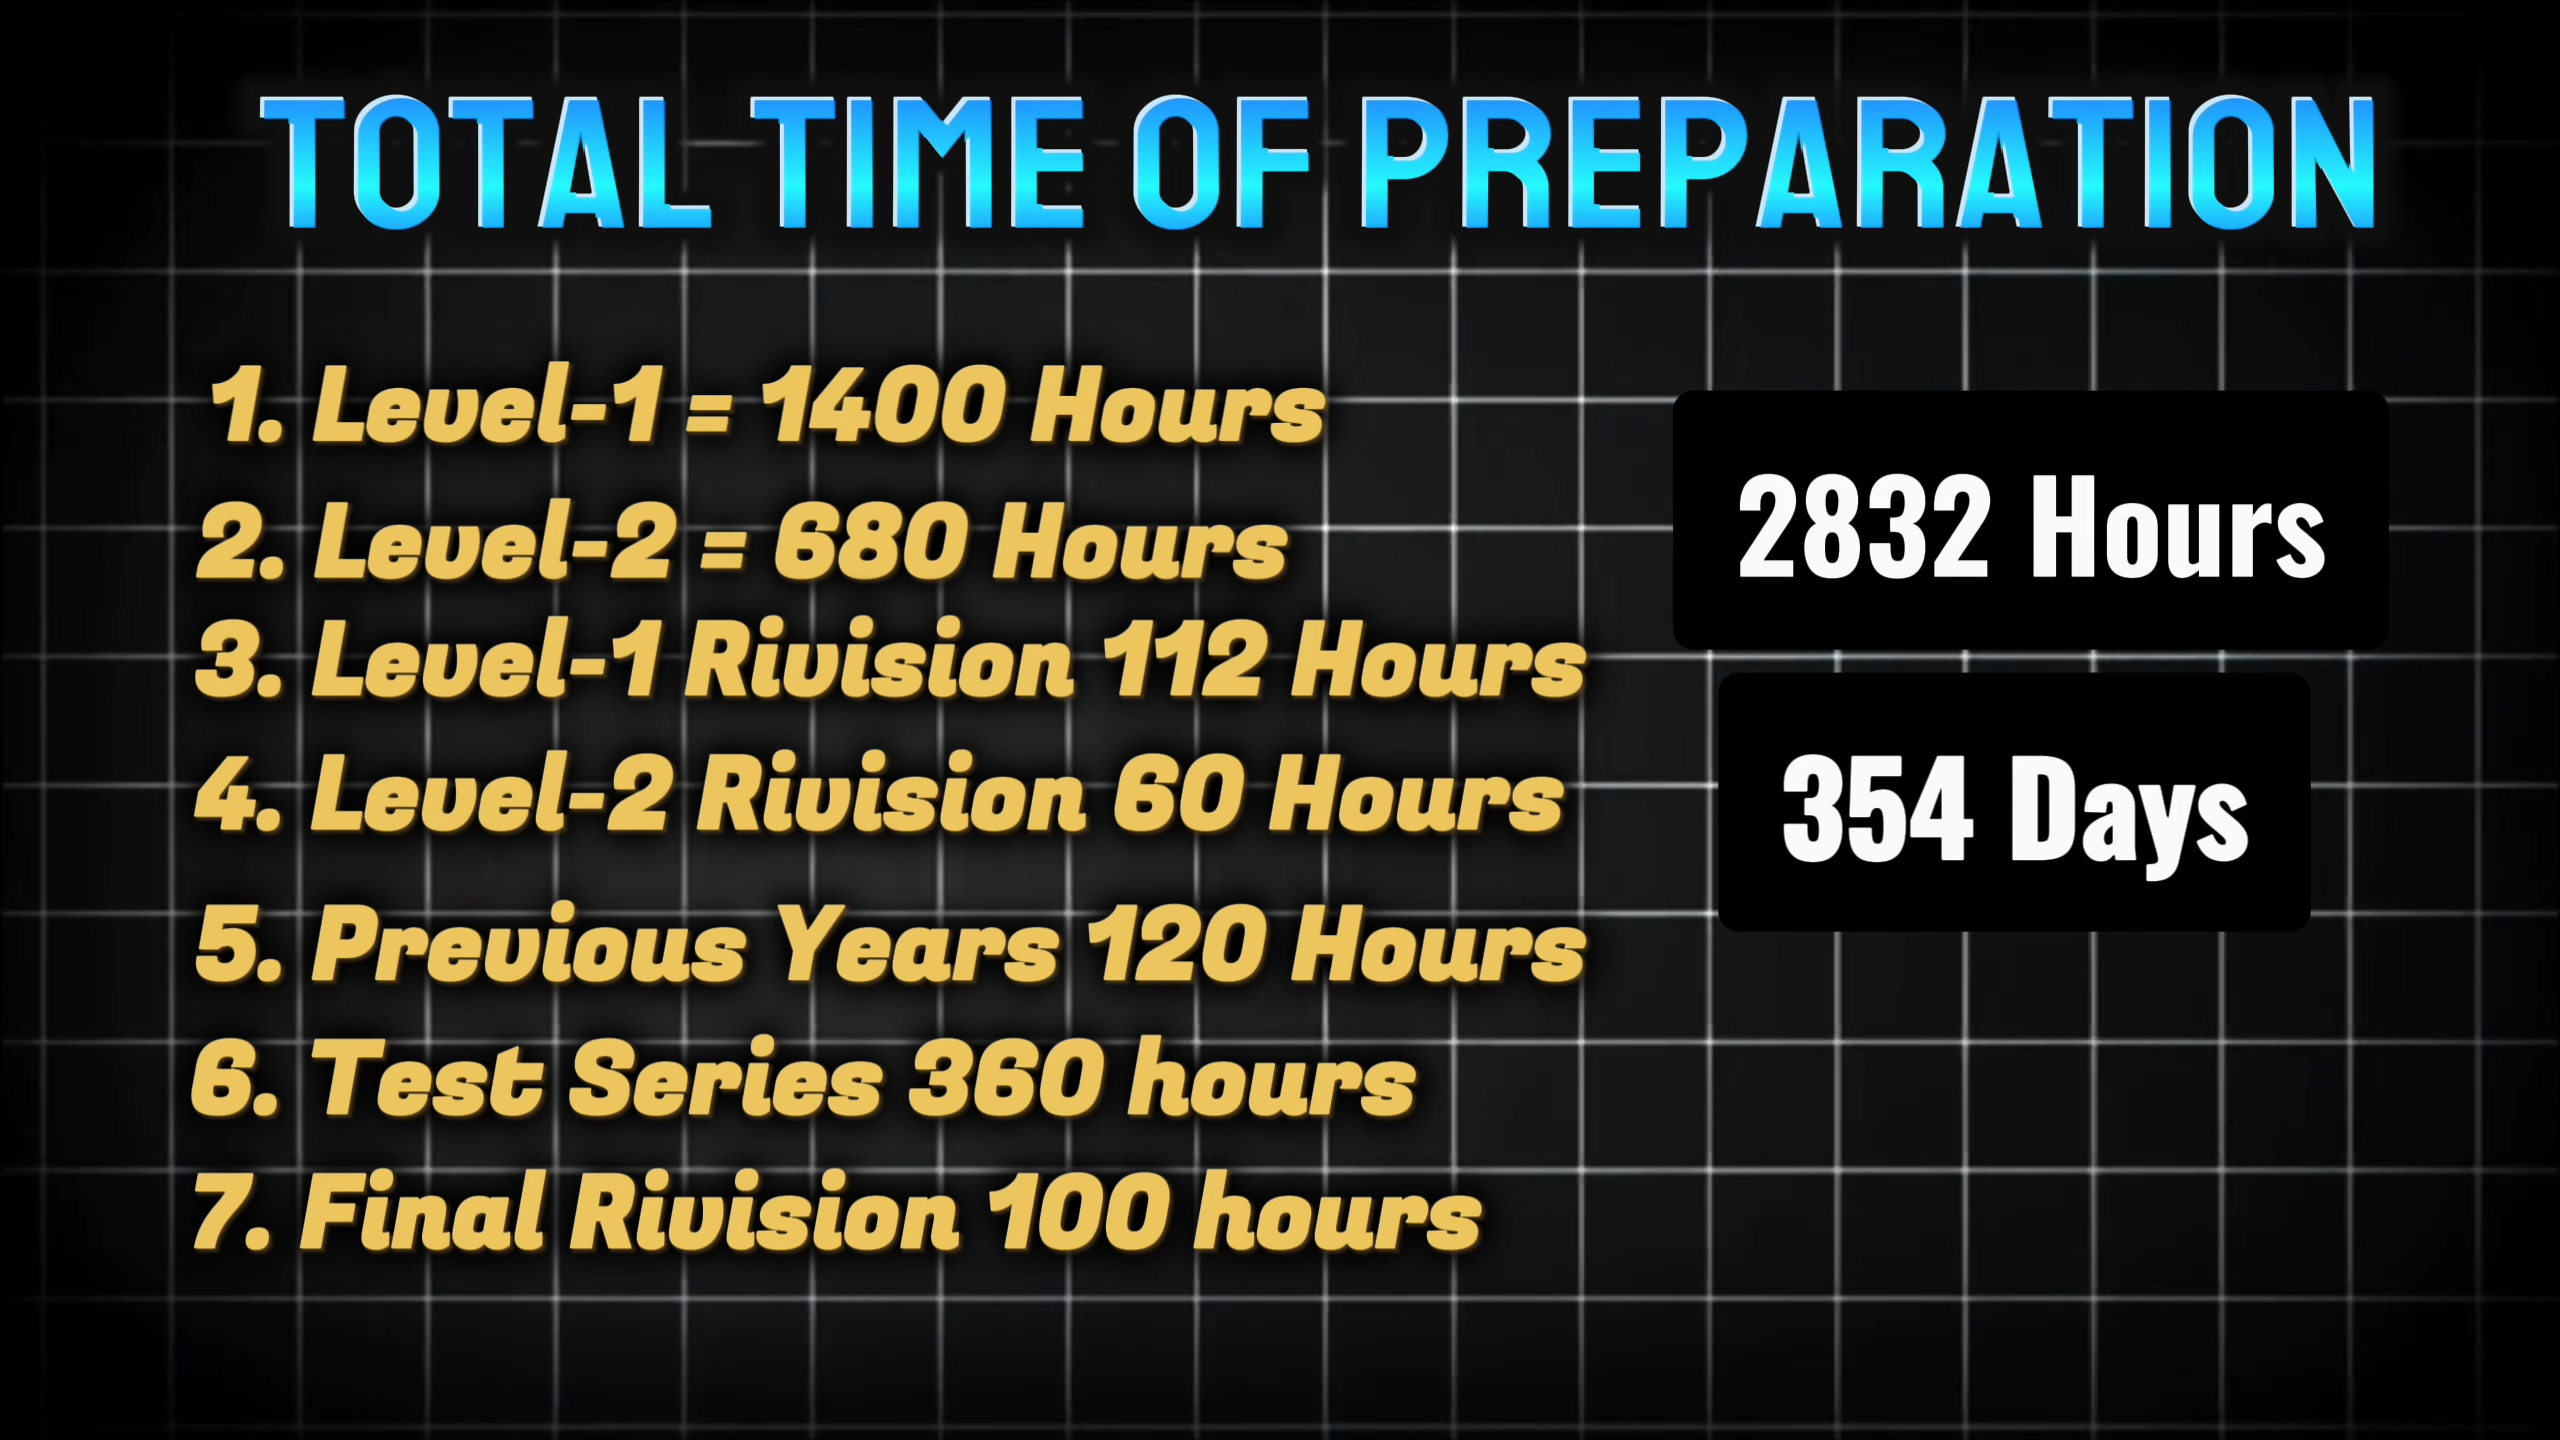 TOTAL TIME OF PREPARATION
1. Level-1 = 1400 Hours
2. Level-2 = 680 Hours
3. Level-1 Rivision 112 Hours
4. Level-2 Rivision 60 Hours
5. Previous Years 120 Hours
6. Test Series 360 hours
7. Final Rivision 100 hours
2832 Hours
354 Days